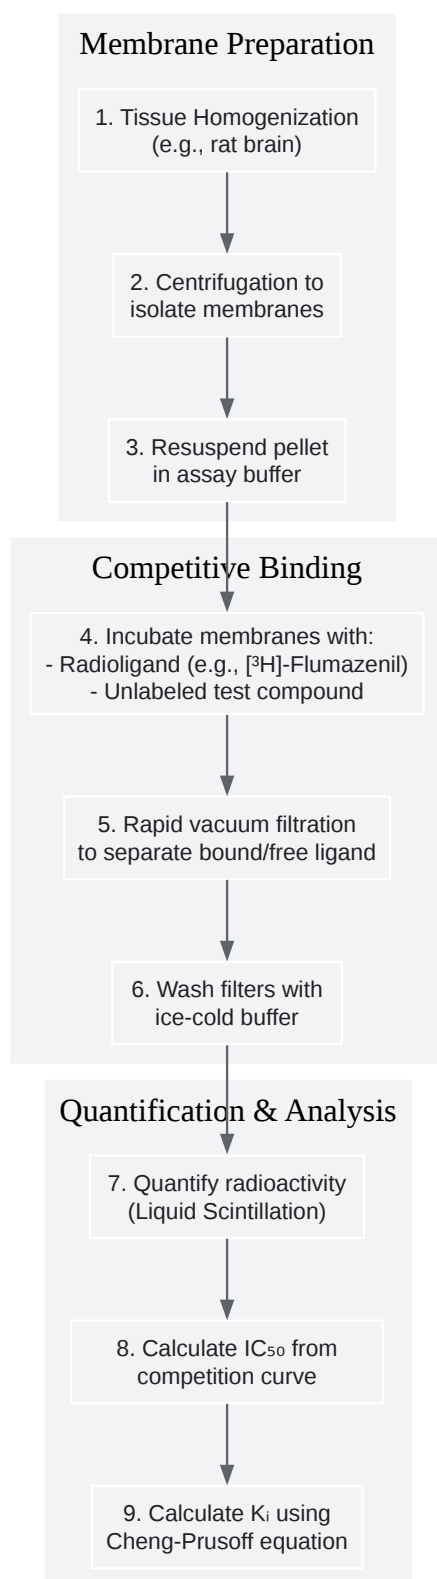 Membrane Preparation
1. Tissue Homogenization
(e.g., rat brain)
2. Centrifugation to
isolate membranes
3. Resuspend pellet
in assay buffer
Competitive Binding
4. Incubate membranes with:
- Radioligand (e.g., [³H]-Flumazenil)
- Unlabeled test compound
5. Rapid vacuum filtration
to separate bound/free ligand
6. Wash filters with
ice-cold buffer
Quantification & Analysis
7. Quantify radioactivity
(Liquid Scintillation)
8. Calculate IC₅₀ from
competition curve
9. Calculate Kᵢ using
Cheng-Prusoff equation